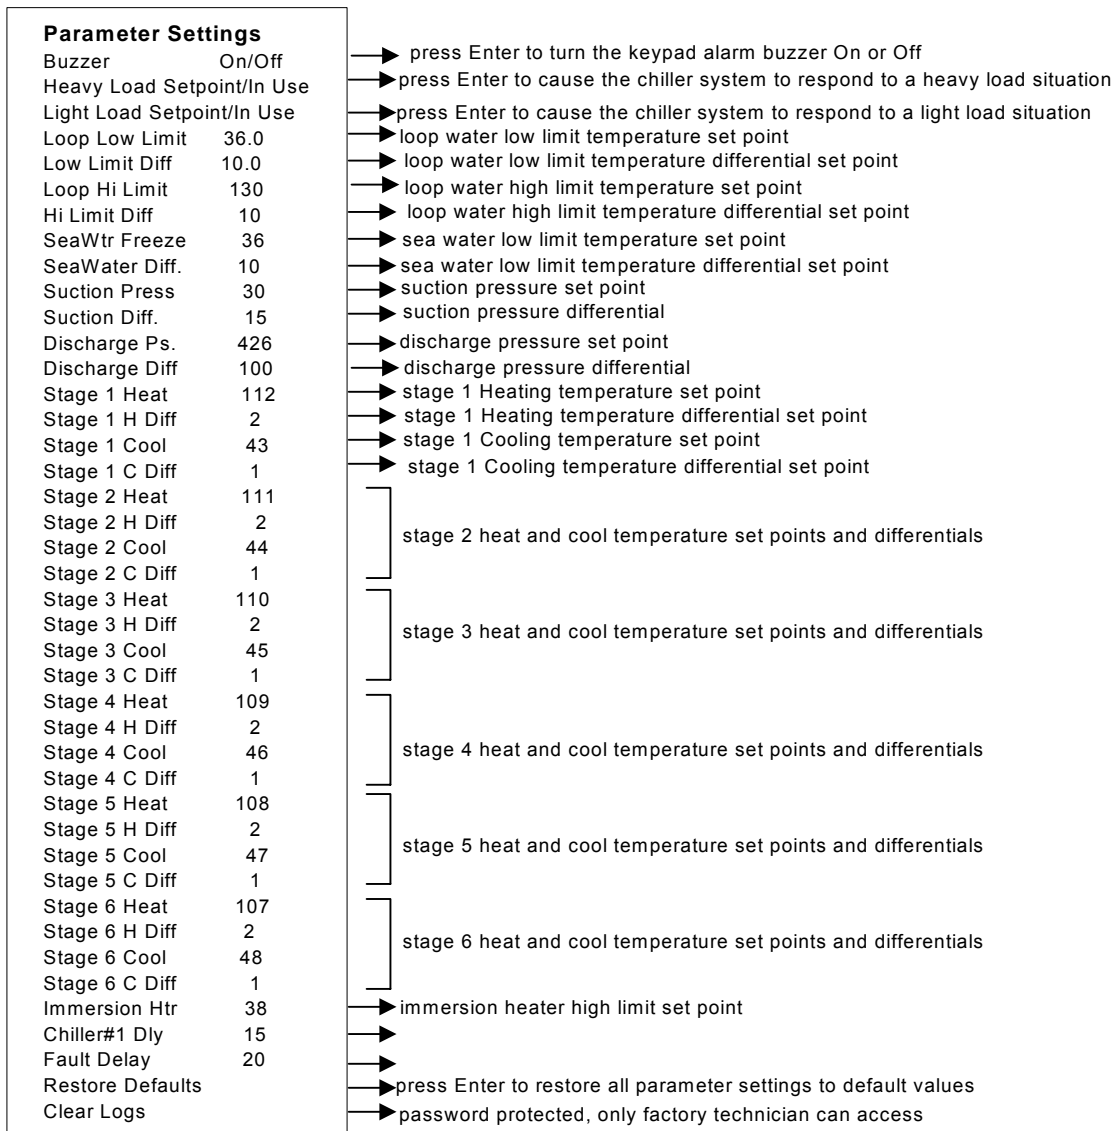 Parameter Settings
Buzzer On/Off press Enter to turn the keypad alarm buzzer On or Off
Heavy Load Setpoint/In Use press Enter to cause the chiller system to respond to a heavy load situation
Light Load Setpoint/In Use press Enter to cause the chiller system to respond to a light load situation
Loop Low Limit 36.0 loop water low limit temperature set point
Low Limit Diff 10.0 loop water low limit temperature differential set point
Loop Hi Limit 130 loop water high limit temperature set point
Hi Limit Diff 10 loop water high limit temperature differential set point
SeaWtr Freeze 36 sea water low limit temperature set point
SeaWater Diff. 10 sea water low limit temperature differential set point
Suction Press 30 suction pressure set point
Suction Diff. 15 suction pressure differential
Discharge Ps. 426 discharge pressure set point
Discharge Diff 100 discharge pressure differential
Stage 1 Heat 112 stage 1 Heating temperature set point
Stage 1 H Diff 2 stage 1 Heating temperature differential set point
Stage 1 Cool 43 stage 1 Cooling temperature set point
Stage 1 C Diff 1 stage 1 Cooling temperature differential set point
Stage 2 Heat 111
Stage 2 H Diff 2
stage 2 heat and cool temperature set points and differentials
Stage 2 Cool 44
Stage 2 C Diff 1
Stage 3 Heat 110
Stage 3 H Diff 2
stage 3 heat and cool temperature set points and differentials
Stage 3 Cool 45
Stage 3 C Diff 1
Stage 4 Heat 109
Stage 4 H Diff 2
stage 4 heat and cool temperature set points and differentials
Stage 4 Cool 46
Stage 4 C Diff 1
Stage 5 Heat 108
Stage 5 H Diff 2
stage 5 heat and cool temperature set points and differentials
Stage 5 Cool 47
Stage 5 C Diff 1
Stage 6 Heat 107
Stage 6 H Diff 2
stage 6 heat and cool temperature set points and differentials
Stage 6 Cool 48
Stage 6 C Diff 1
Immersion Htr 38 immersion heater high limit set point
Chiller#1 Dly 15
Fault Delay 20
Restore Defaults press Enter to restore all parameter settings to default values
Clear Logs password protected, only factory technician can access